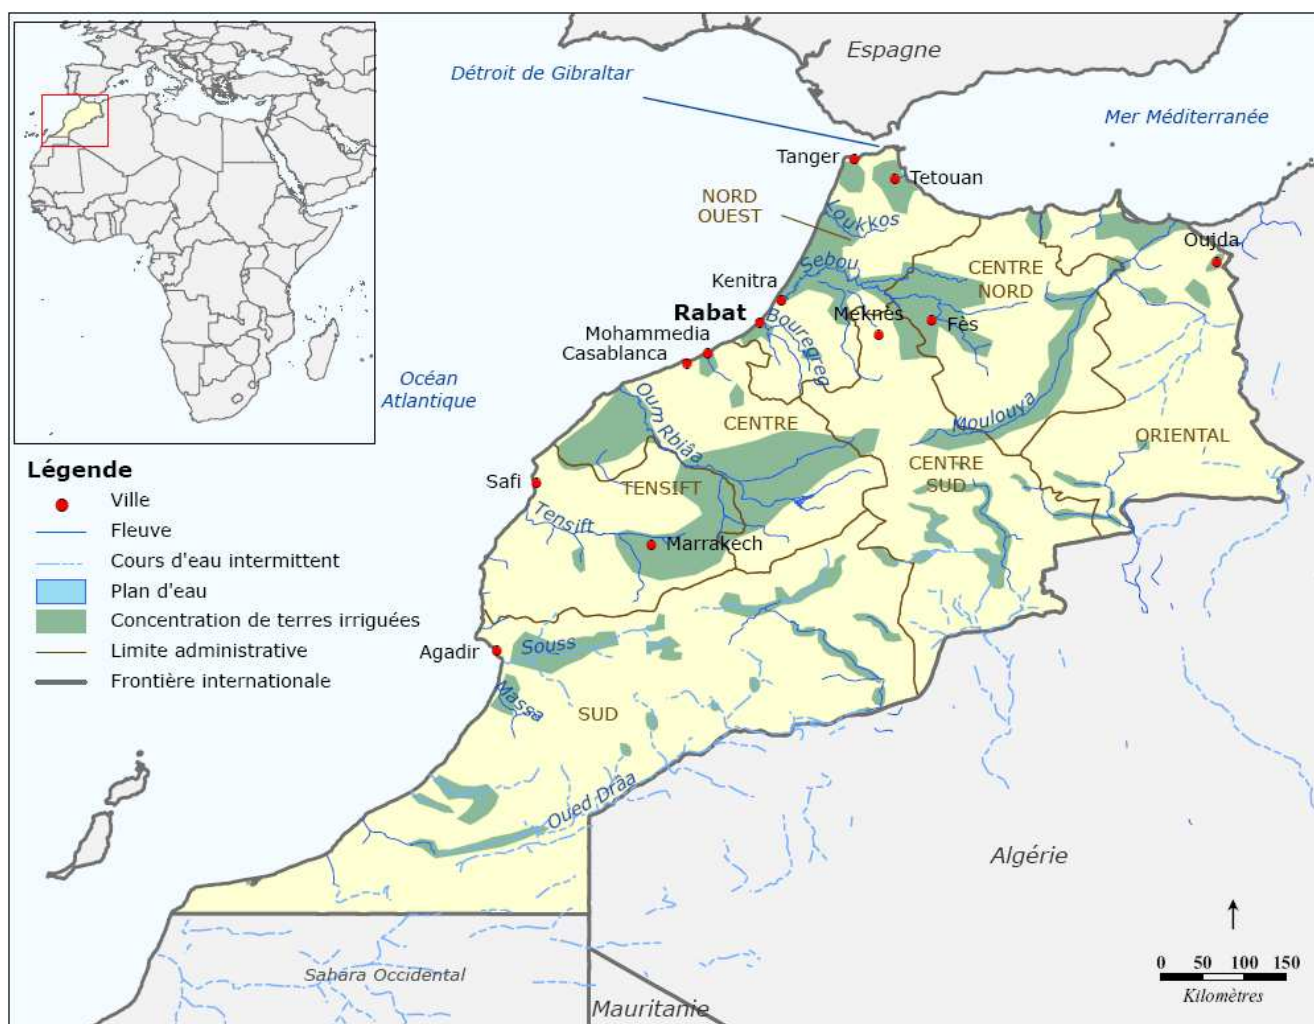 Espagne
Détroit de Gibraltar
Mer Méditerranée
Tanger
Tetouan
NORD
OUEST
Loukkos
Oujda
Sebou
CENTRE
NORD
Kenitra
Rabat
Meknés
Fès
Bouregreg
Mohammedia
Casablanca
Océan
Atlantique
Oum Rbiâa
CENTRE
Moulouya
ORIENTAL
CENTRE
SUD
Safi
TENSIFT
Tensift
Marrakech
Agadir
Souss
Massa
SUD
Oued Drâa
Algérie
Sahara Occidental
Mauritanie
Légende
Ville
Fleuve
Cours d'eau intermittent
Plan d'eau
Concentration de terres irriguées
Limite administrative
Frontière internationale
0 50 100 150
Kilomètres